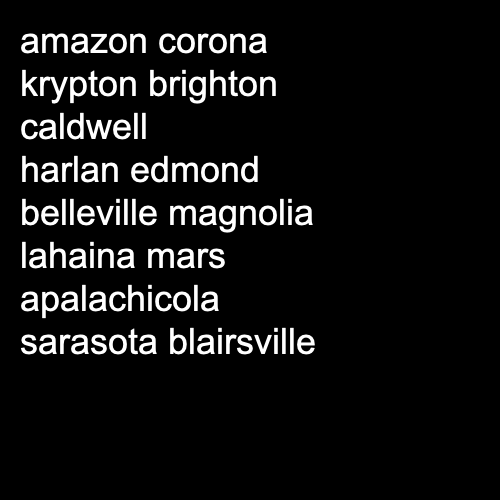 amazon corona
krypton brighton
caldwell
harlan edmond
belleville magnolia
lahaina mars
apalachicola
sarasota blairsville